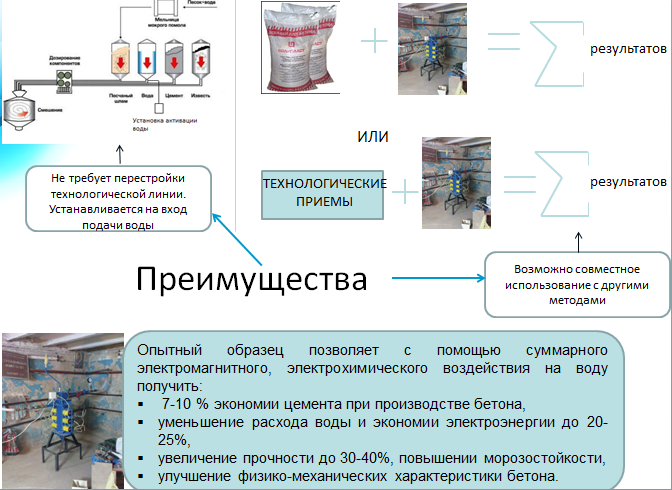 Песок+вода
Мельница
мокрого помола
Дозирование
компонентов
Смешение
Песчаный
шлам
Вода
Цемент
Известь
Установка активации
воды
результатов
ИЛИ
ТЕХНОЛОГИЧЕСКИЕ
ПРИЕМЫ
результатов
Не требует перестройки
технологической линии.
Устанавливается на вход
подачи воды
Преимущества
Возможно совместное
использование с другими
методами
Опытный образец позволяет с помощью суммарного
электромагнитного, электрохимического воздействия на воду
получить:
▪ 7-10 % экономии цемента при производстве бетона,
▪ уменьшение расхода воды и экономии электроэнергии до 20-
25%,
▪ увеличение прочности до 30-40%, повышении морозостойкости,
▪ улучшение физико-механических характеристики бетона.